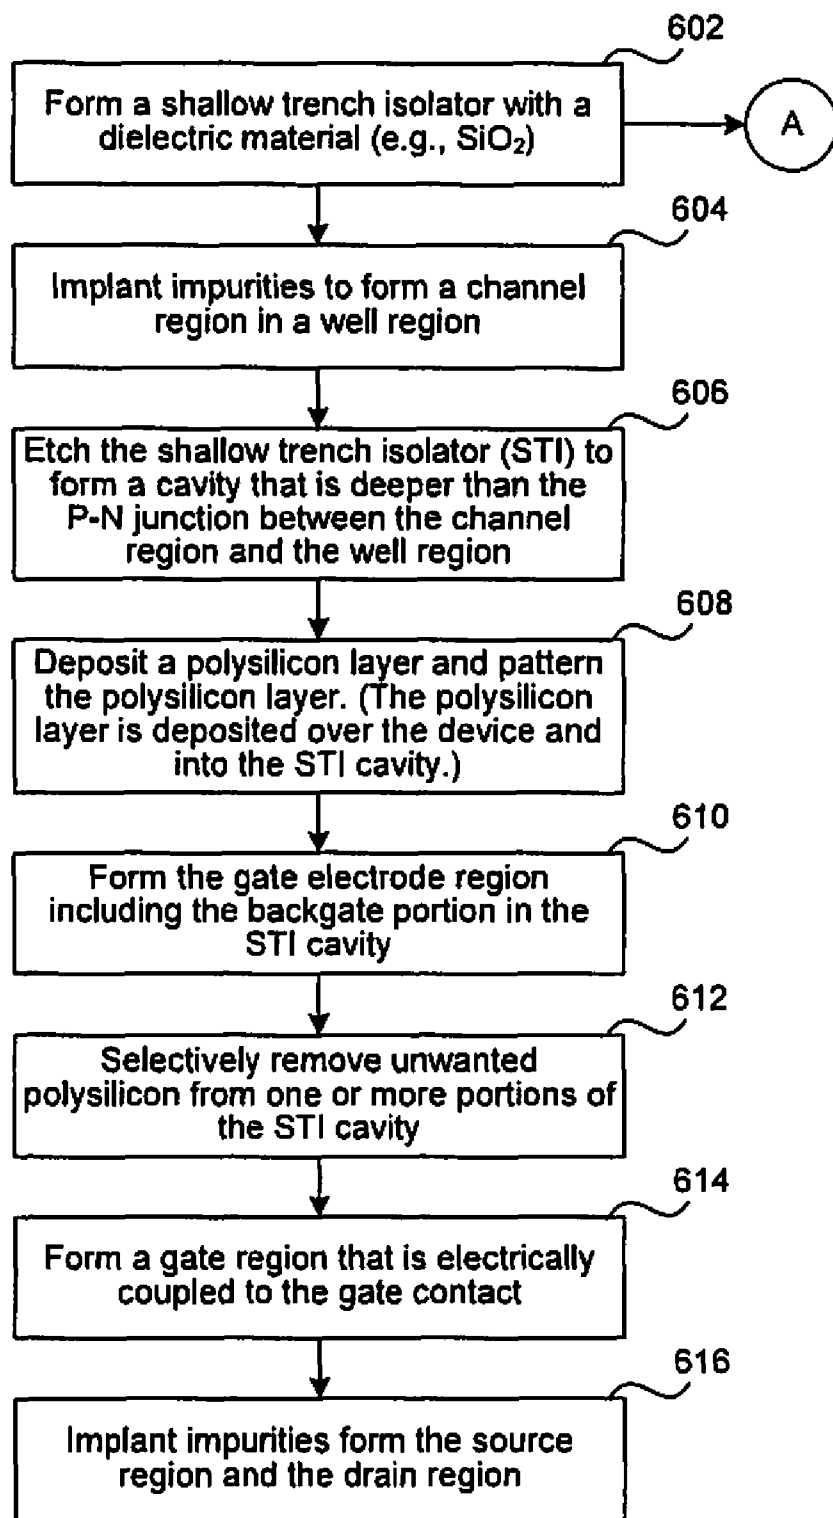 602
Form a shallow trench isolator with a
dielectric material (e.g., SiO₂)
A
604
Implant impurities to form a channel
region in a well region
606
Etch the shallow trench isolator (STI) to
form a cavity that is deeper than the
P-N junction between the channel
region and the well region
608
Deposit a polysilicon layer and pattern
the polysilicon layer. (The polysilicon
layer is deposited over the device and
into the STI cavity.)
610
Form the gate electrode region
including the backgate portion in the
STI cavity
612
Selectively remove unwanted
polysilicon from one or more portions of
the STI cavity
614
Form a gate region that is electrically
coupled to the gate contact
616
Implant impurities form the source
region and the drain region